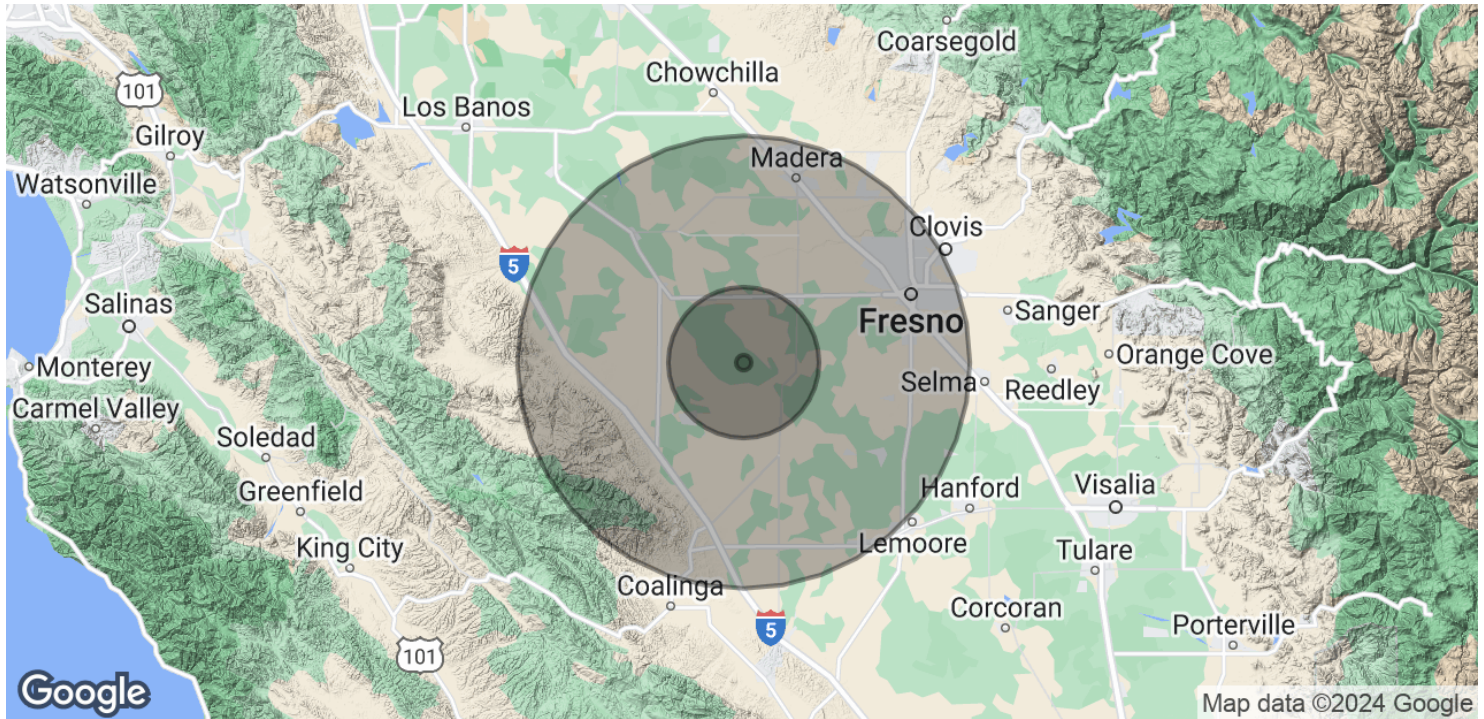 Coarsegold
Chowchilla
101
Los Banos
Gilroy
Madera
Watsonville
Clovis
5
Salinas
Sanger
Fresno
Monterey
Orange Cove
Selma
Reedley
Carmel Valley
Soledad
Greenfield
Hanford
Visalia
King City
Lemoore
Tulare
Coalinga
Corcoran
5
Porterville
101
Google
Map data ©2024 Google